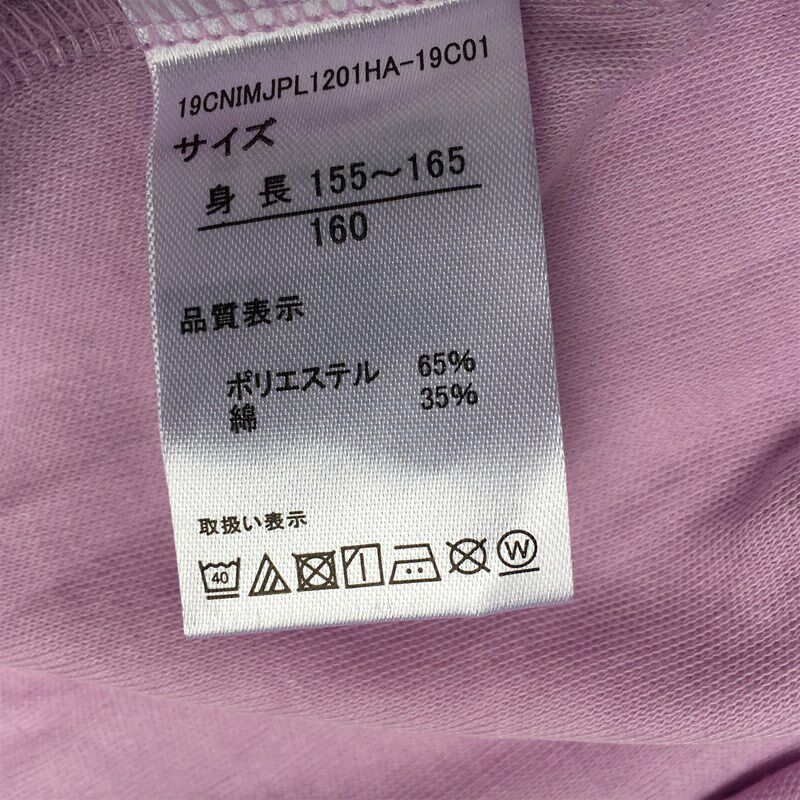 19CNIMJPL1201HA-19C01
サイズ
身長 155～165
160
品質表示
ポリエステル 65%
綿 35%
取扱い表示
40 W